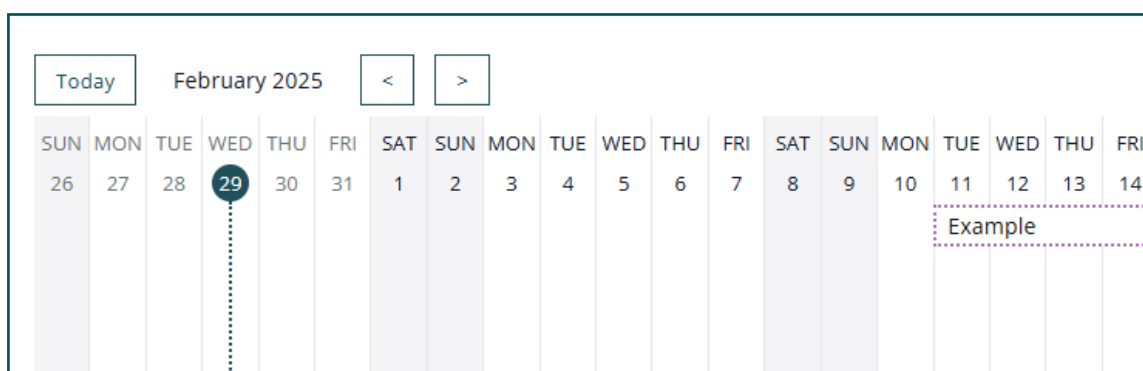 Today February 2025 < >
SUN MON TUE WED THU FRI SAT SUN MON TUE WED THU FRI SAT SUN MON TUE WED THU FRI
26 27 28 29 30 31 1 2 3 4 5 6 7 8 9 10 11 12 13 14
Example